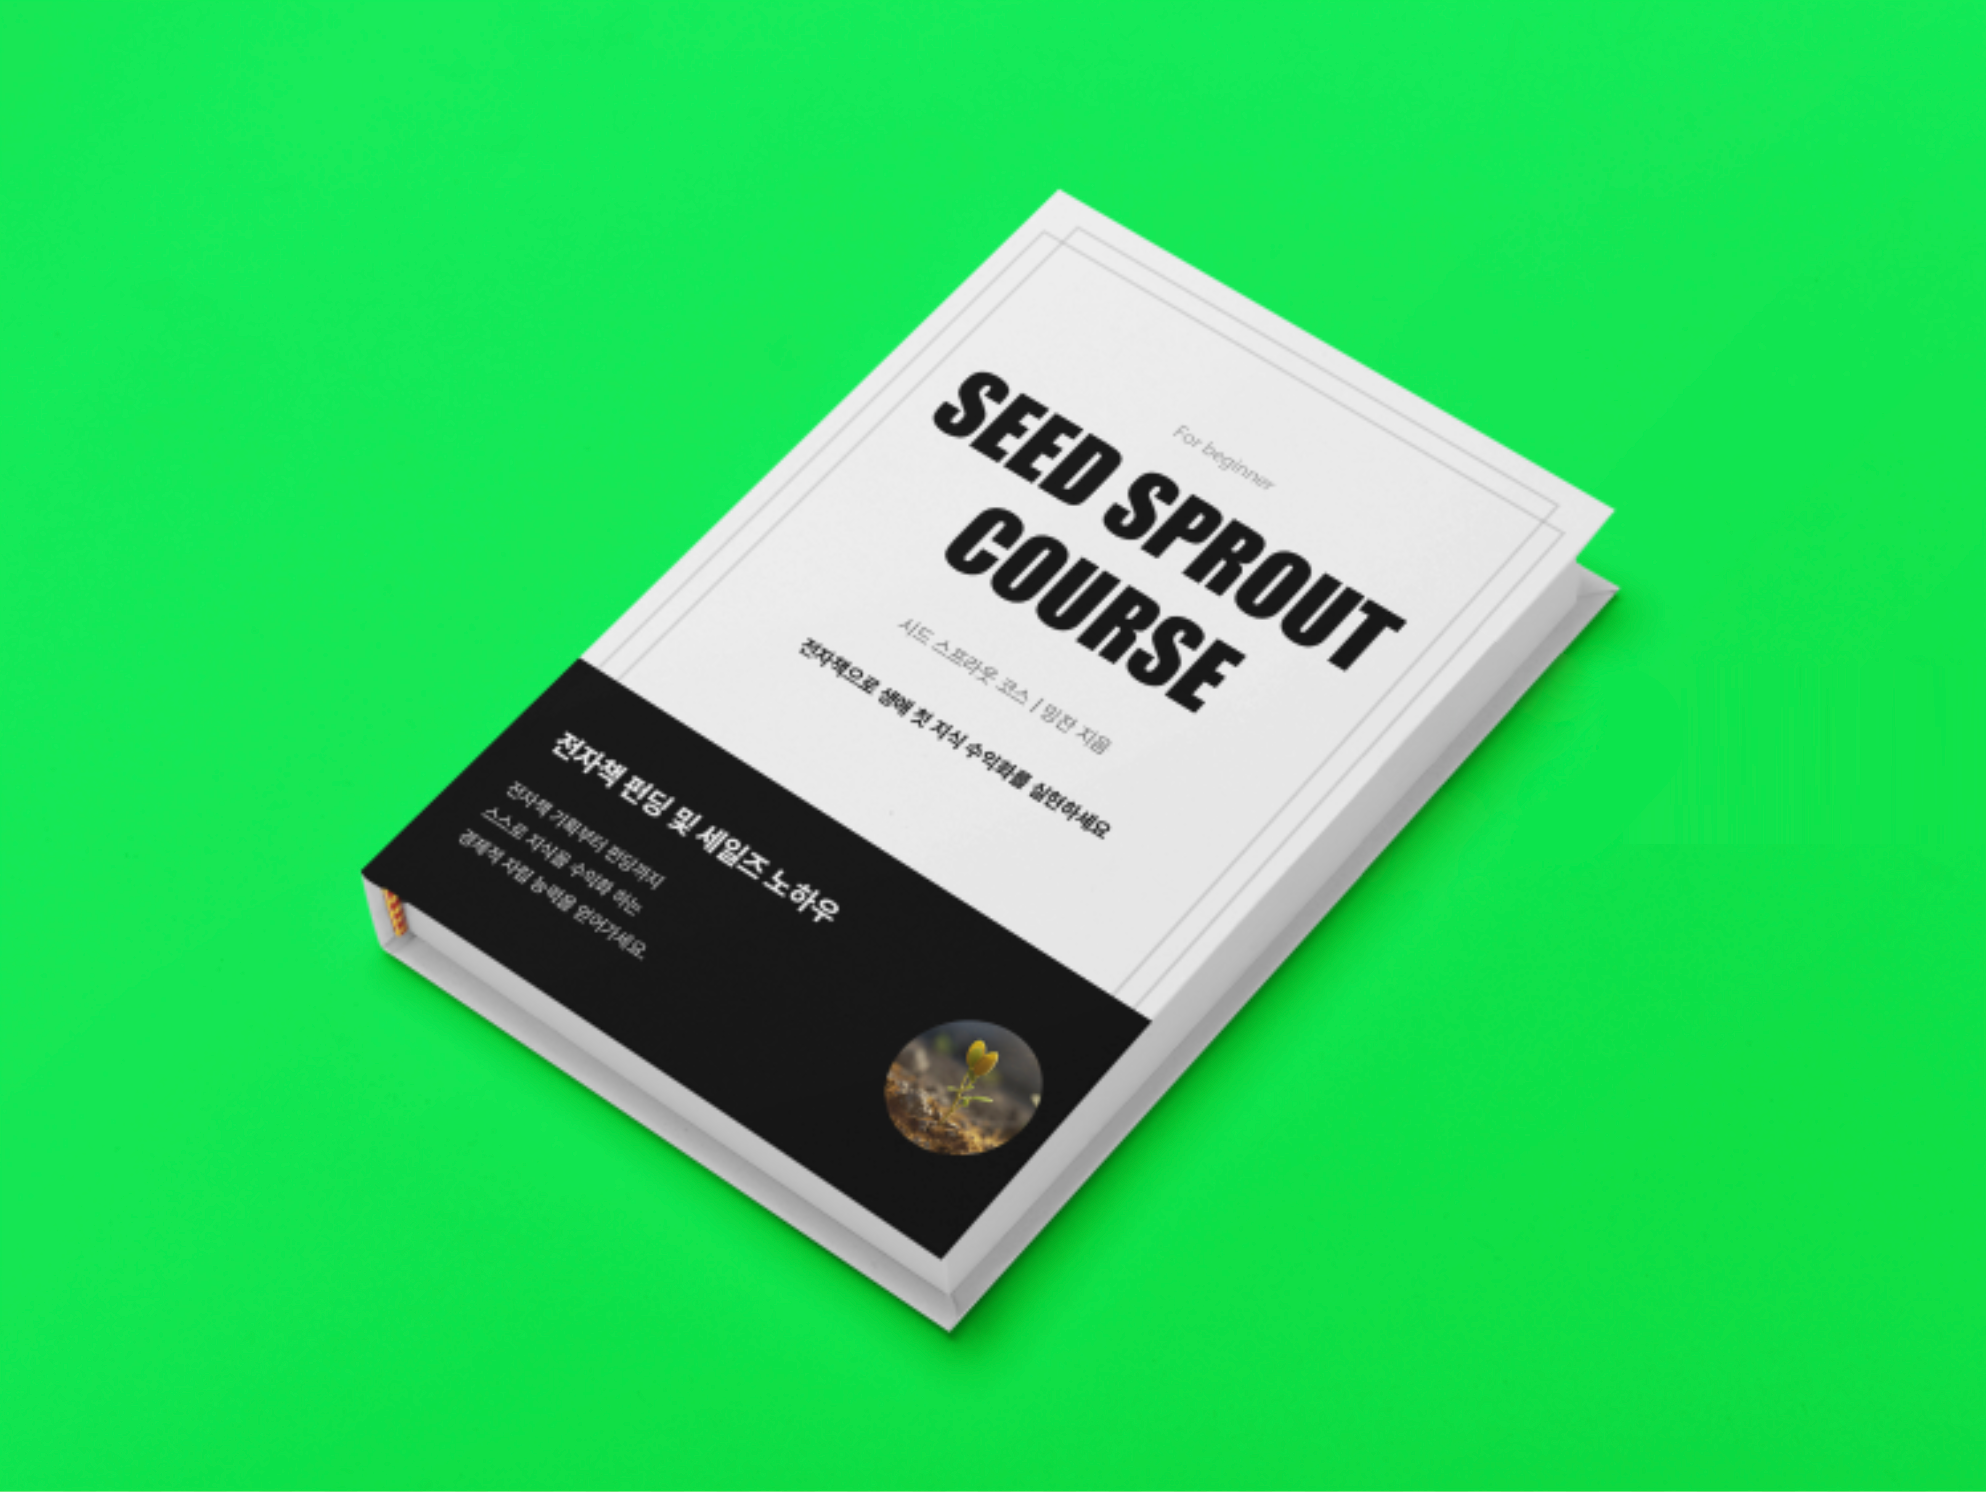 For beginner
SEED SPROUT
COURSE
시드 스프라웃 코스 | 밍잔 지음
전자책으로 생애 첫 지식 수익화를 실현하세요
전자책 펀딩 및 세일즈 노하우
전자책 기획부터 펀딩까지
스스로 지식을 수익화 하는
경제적 자립 능력을 얻어가세요.